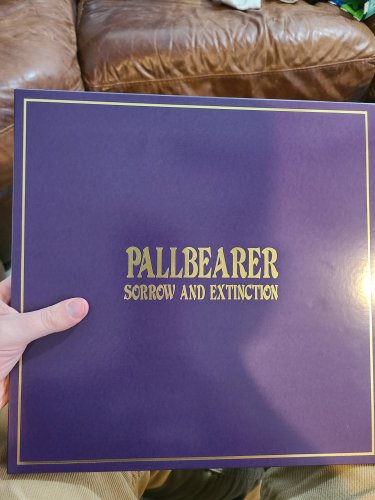 PALLBEARER
SORROW AND EXTINCTION